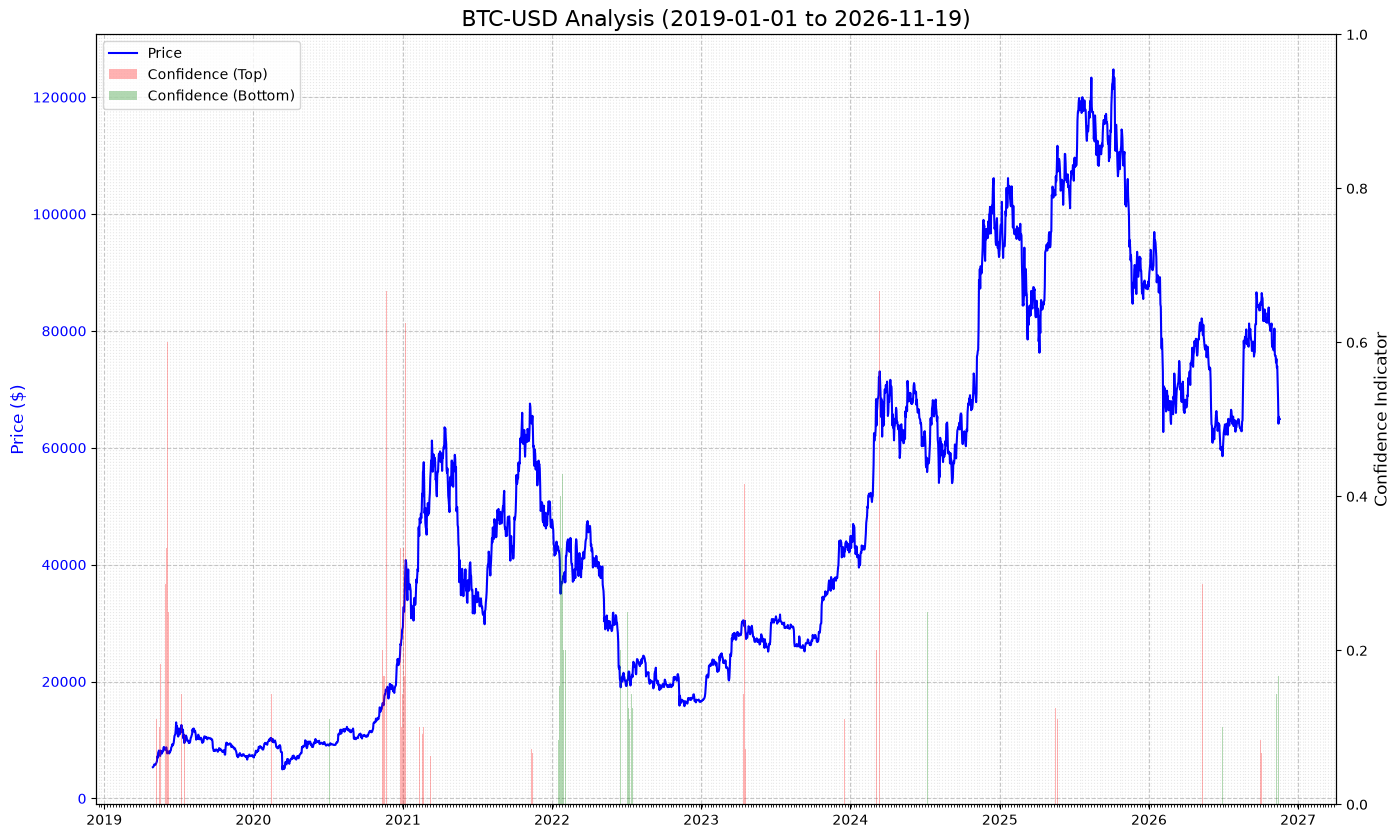 BTC-USD Analysis (2019-01-01 to 2026-11-19)
Price
Confidence (Top)
Confidence (Bottom)
Price ($)
120000
100000
80000
60000
40000
20000
0
1.0
0.8
0.6
0.4
0.2
0.0
Confidence Indicator
2019 2020 2021 2022 2023 2024 2025 2026 2027